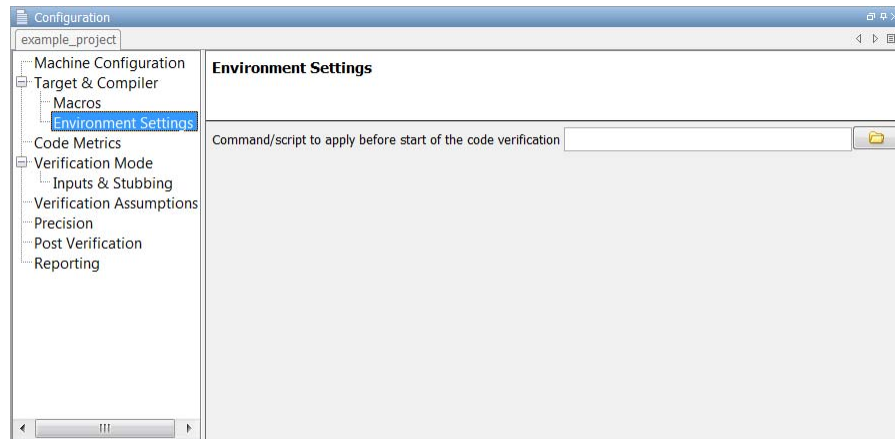 Configuration
example_project
Machine Configuration
Target & Compiler
Macros
Environment Settings
Code Metrics
Verification Mode
Inputs & Stubbing
Verification Assumptions
Precision
Post Verification
Reporting
Environment Settings
Command/script to apply before start of the code verification